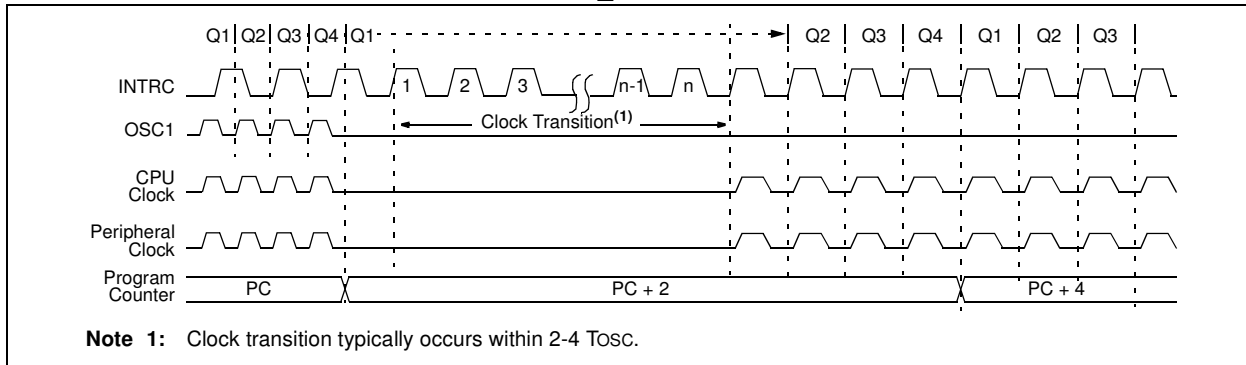 Q1 Q2 Q3 Q4 Q1 Q2 Q3 Q4 Q1 Q2 Q3
INTRC 1 2 3 n-1 n
OSC1 Clock Transition(1)
CPU
Clock
Peripheral
Clock
Program
Counter PC PC + 2 PC + 4
Note 1: Clock transition typically occurs within 2-4 TOSC.